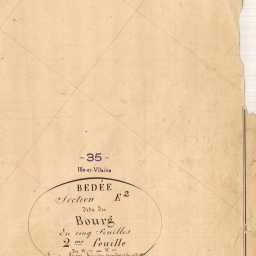 - 35 -
Ille-et-Vilaine
BEDÉE
Section E²
dite du
Bourg
En cinq feuilles
2me feuille